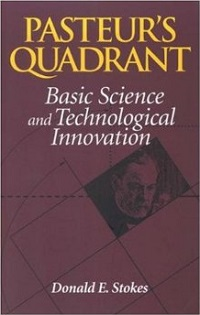 PASTEUR'S
QUADRANT
Basic Science
and Technological
Innovation
Donald E. Stokes